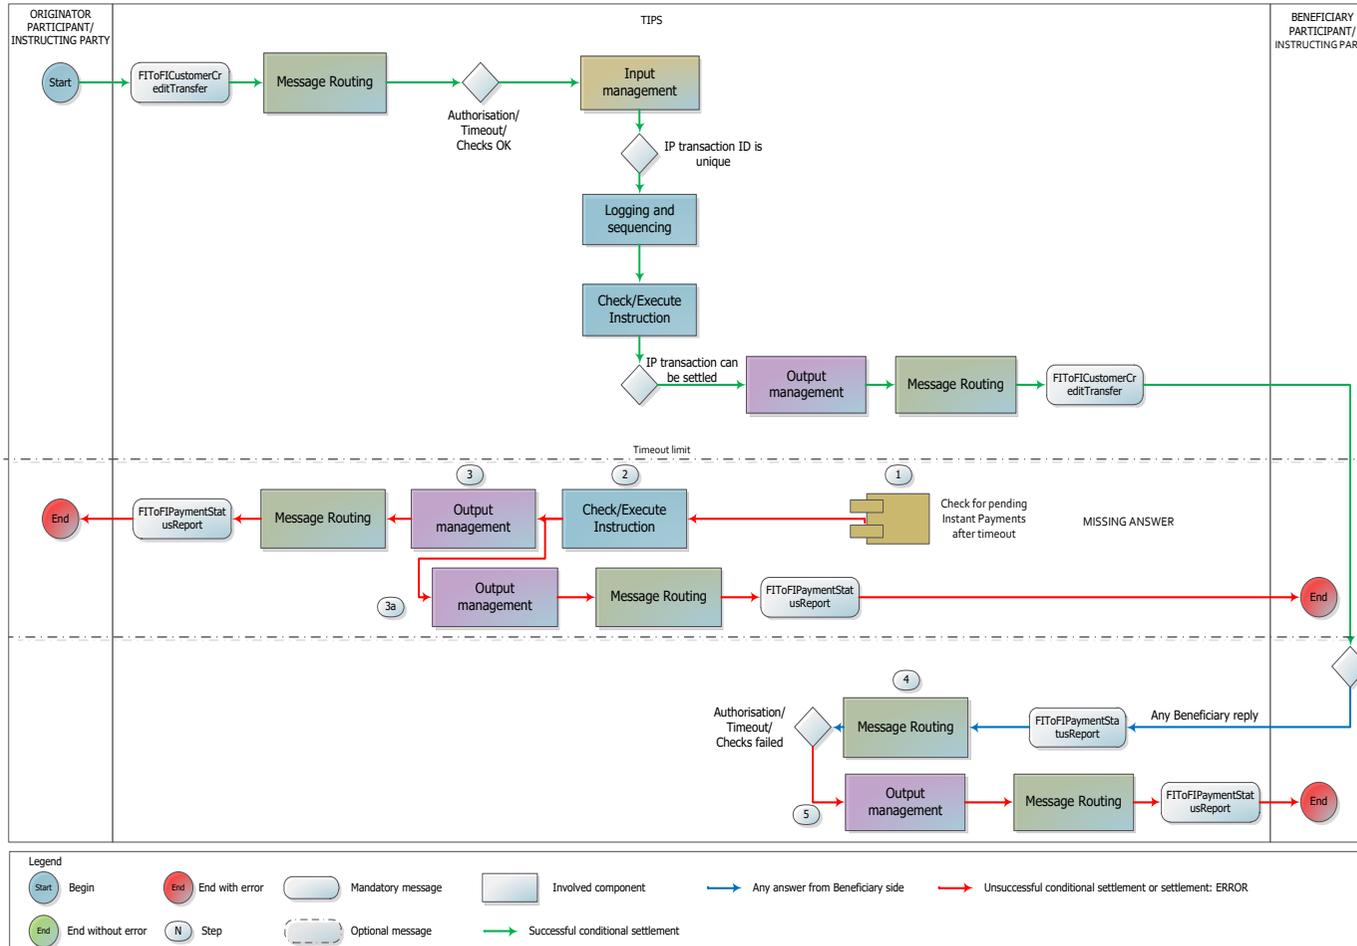 ORIGINATOR
PARTICIPANT/
INSTRUCTING PARTY
TIPS
BENEFICIARY
PARTICIPANT/
INSTRUCTING PAR
Start
FIToFICustomerCr
editTransfer
Message Routing
Authorisation/
Timeout/
Checks OK
Input
management
IP transaction ID is
unique
Logging and
sequencing
Check/Execute
Instruction
IP transaction can
be settled
Output
management
Message Routing
FIToFICustomerCr
editTransfer
Timeout limit
3
2
1
End
FIToFIPaymentStat
usReport
Message Routing
Output
management
Check/Execute
Instruction
Check for pending
Instant Payments
after timeout
MISSING ANSWER
3a
Output
management
Message Routing
FIToFIPaymentStat
usReport
End
4
Authorisation/
Timeout/
Checks failed
Message Routing
FIToFIPaymentSta
tusReport
Any Beneficiary reply
5
Output
management
Message Routing
FIToFIPaymentStat
usReport
End
Legend
Start
Begin
End
End with error
Mandatory message
Involved component
Any answer from Beneficiary side
Unsuccessful conditional settlement or settlement: ERROR
End
End without error
N
Step
Optional message
Successful conditional settlement